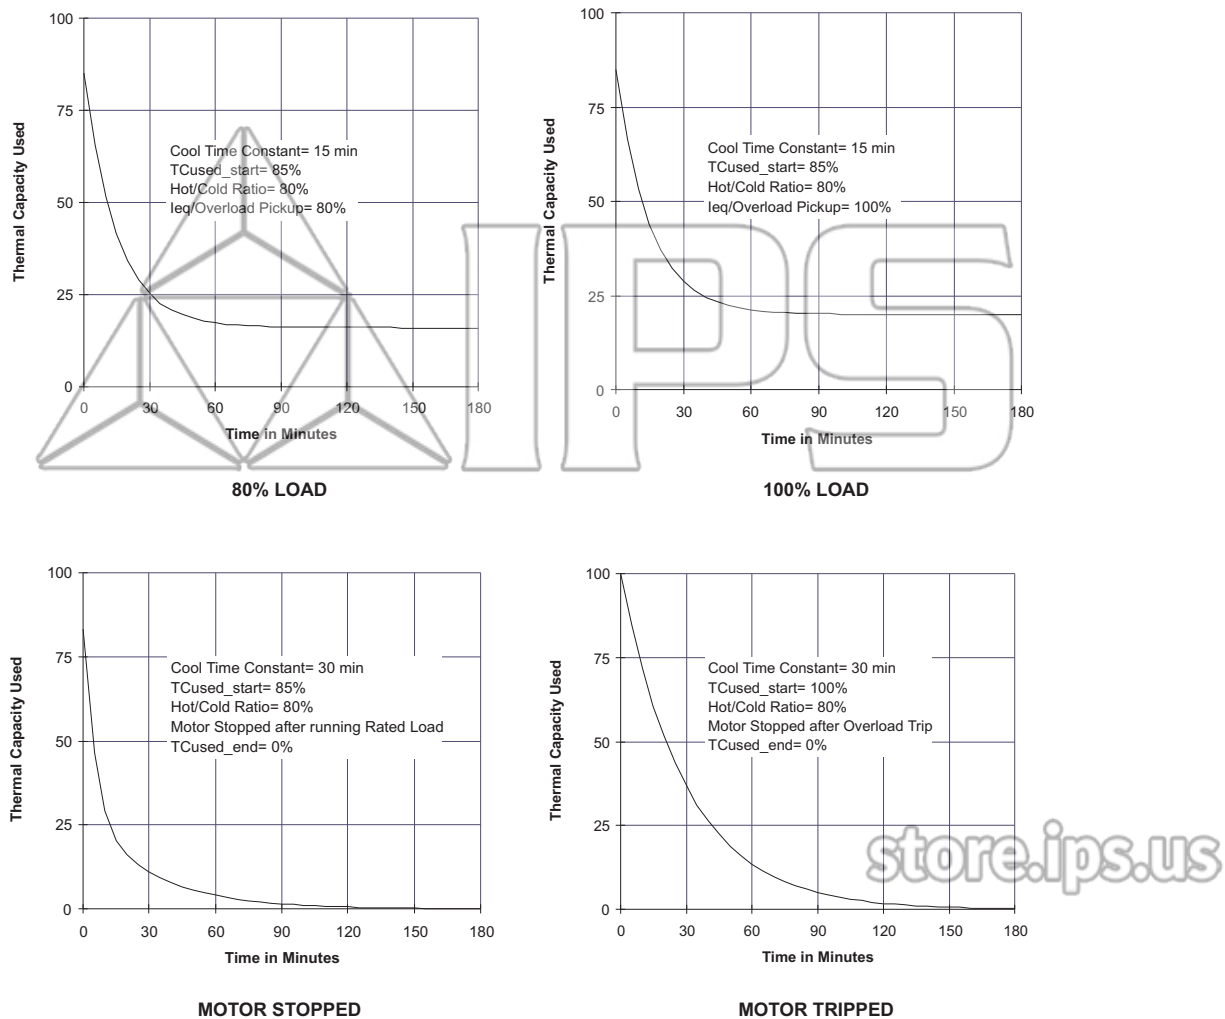 100
75
50
25
0
Thermal Capacity Used
Cool Time Constant= 15 min
TCused_start= 85%
Hot/Cold Ratio= 80%
Ieq/Overload Pickup= 80%
0 30 60 90 120 150 180
Time in Minutes
80% LOAD
100
75
50
25
0
Thermal Capacity Used
Cool Time Constant= 15 min
TCused_start= 85%
Hot/Cold Ratio= 80%
Ieq/Overload Pickup= 100%
0 30 60 90 120 150 180
Time in Minutes
100% LOAD
IPS
100
75
50
25
0
Thermal Capacity Used
Cool Time Constant= 30 min
TCused_start= 85%
Hot/Cold Ratio= 80%
Motor Stopped after running Rated Load
TCused_end= 0%
0 30 60 90 120 150 180
Time in Minutes
MOTOR STOPPED
100
75
50
25
0
Thermal Capacity Used
Cool Time Constant= 30 min
TCused_start= 100%
Hot/Cold Ratio= 80%
Motor Stopped after Overload Trip
TCused_end= 0%
0 30 60 90 120 150 180
Time in Minutes
MOTOR TRIPPED
store.ips.us